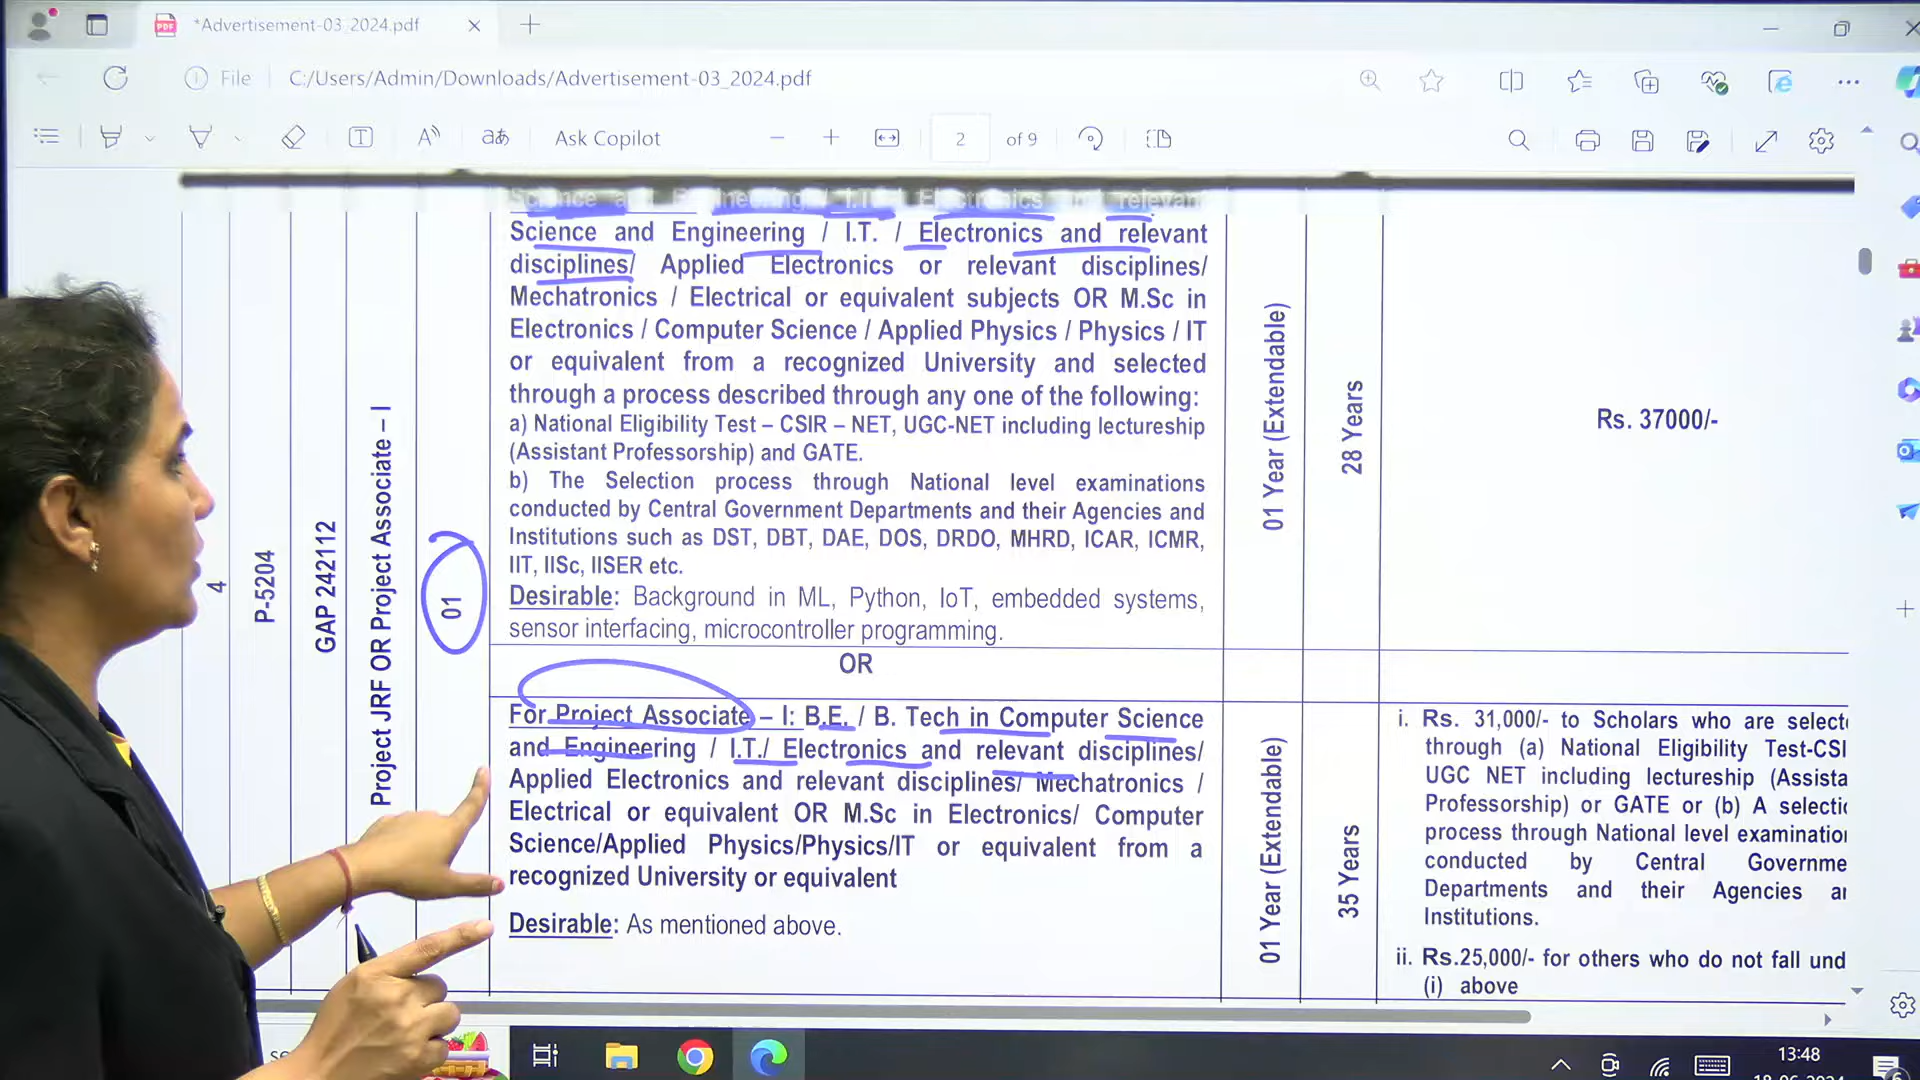 *Advertisement-03_2024.pdf
File
C:/Users/Admin/Downloads/Advertisement-03_2024.pdf
Ask Copilot
2
of 9
4
P-5204
GAP 242112
Project JRF OR Project Associate – I
01
Science and Engineering / I.T. / Electronics and relevant
disciplines/ Applied Electronics or relevant disciplines/
Mechatronics / Electrical or equivalent subjects OR M.Sc in
Electronics / Computer Science / Applied Physics / Physics / IT
or equivalent from a recognized University and selected
through a process described through any one of the following:
a) National Eligibility Test – CSIR – NET, UGC-NET including lectureship
(Assistant Professorship) and GATE.
b) The Selection process through National level examinations
conducted by Central Government Departments and their Agencies and
Institutions such as DST, DBT, DAE, DOS, DRDO, MHRD, ICAR, ICMR,
IIT, IISc, IISER etc.
Desirable: Background in ML, Python, IoT, embedded systems,
sensor interfacing, microcontroller programming.
01 Year (Extendable)
28 Years
Rs. 37000/-
OR
For Project Associate – I: B.E. / B. Tech in Computer Science
and Engineering / I.T./ Electronics and relevant disciplines/
Applied Electronics and relevant disciplines/ Mechatronics /
Electrical or equivalent OR M.Sc in Electronics/ Computer
Science/Applied Physics/Physics/IT or equivalent from a
recognized University or equivalent
Desirable: As mentioned above.
01 Year (Extendable)
35 Years
i. Rs. 31,000/- to Scholars who are select
through (a) National Eligibility Test-CSI
UGC NET including lectureship (Assista
Professorship) or GATE or (b) A selectio
process through National level examination
conducted by Central Governme
Departments and their Agencies an
Institutions.
ii. Rs.25,000/- for others who do not fall und
(i) above
13:48